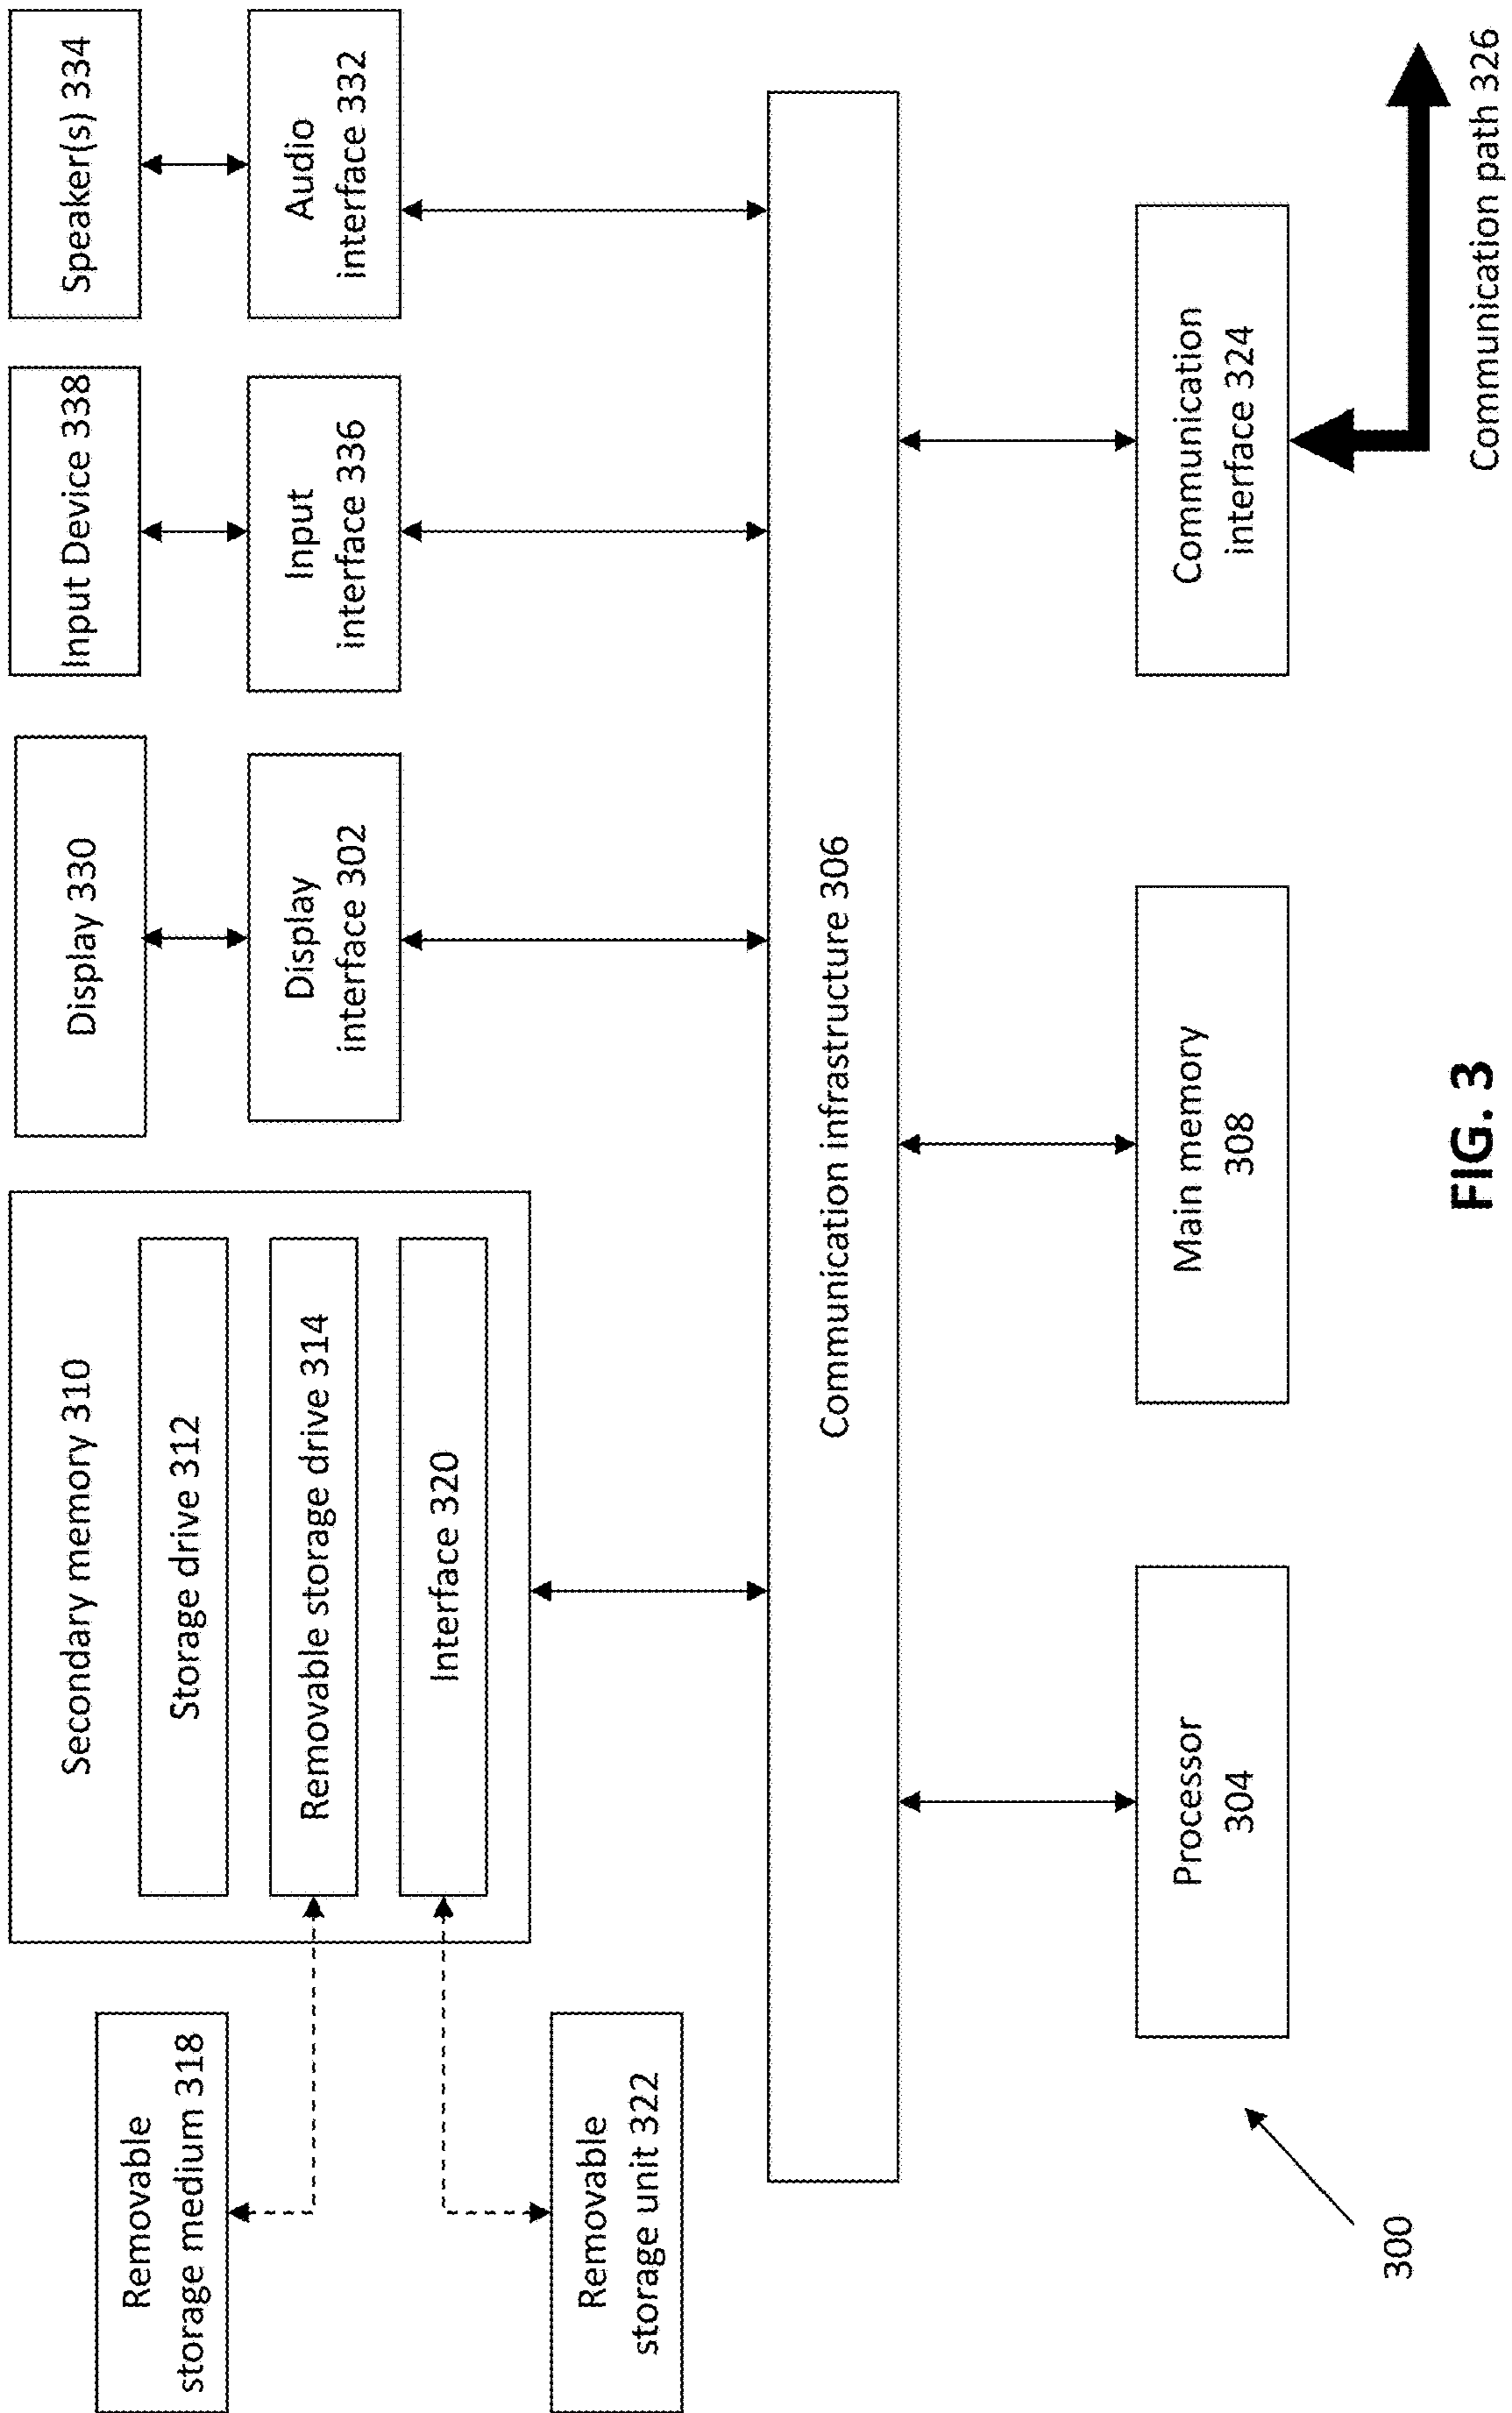 Removable
storage medium 318
Removable
storage unit 322
Secondary memory 310
Storage drive 312
Removable storage drive 314
Interface 320
Display 330
Display
interface 302
Input Device 338
Input
interface 336
Speaker(s) 334
Audio
interface 332
Communication infrastructure 306
Processor
304
Main memory
308
Communication
interface 324
Communication path 326
300
FIG. 3